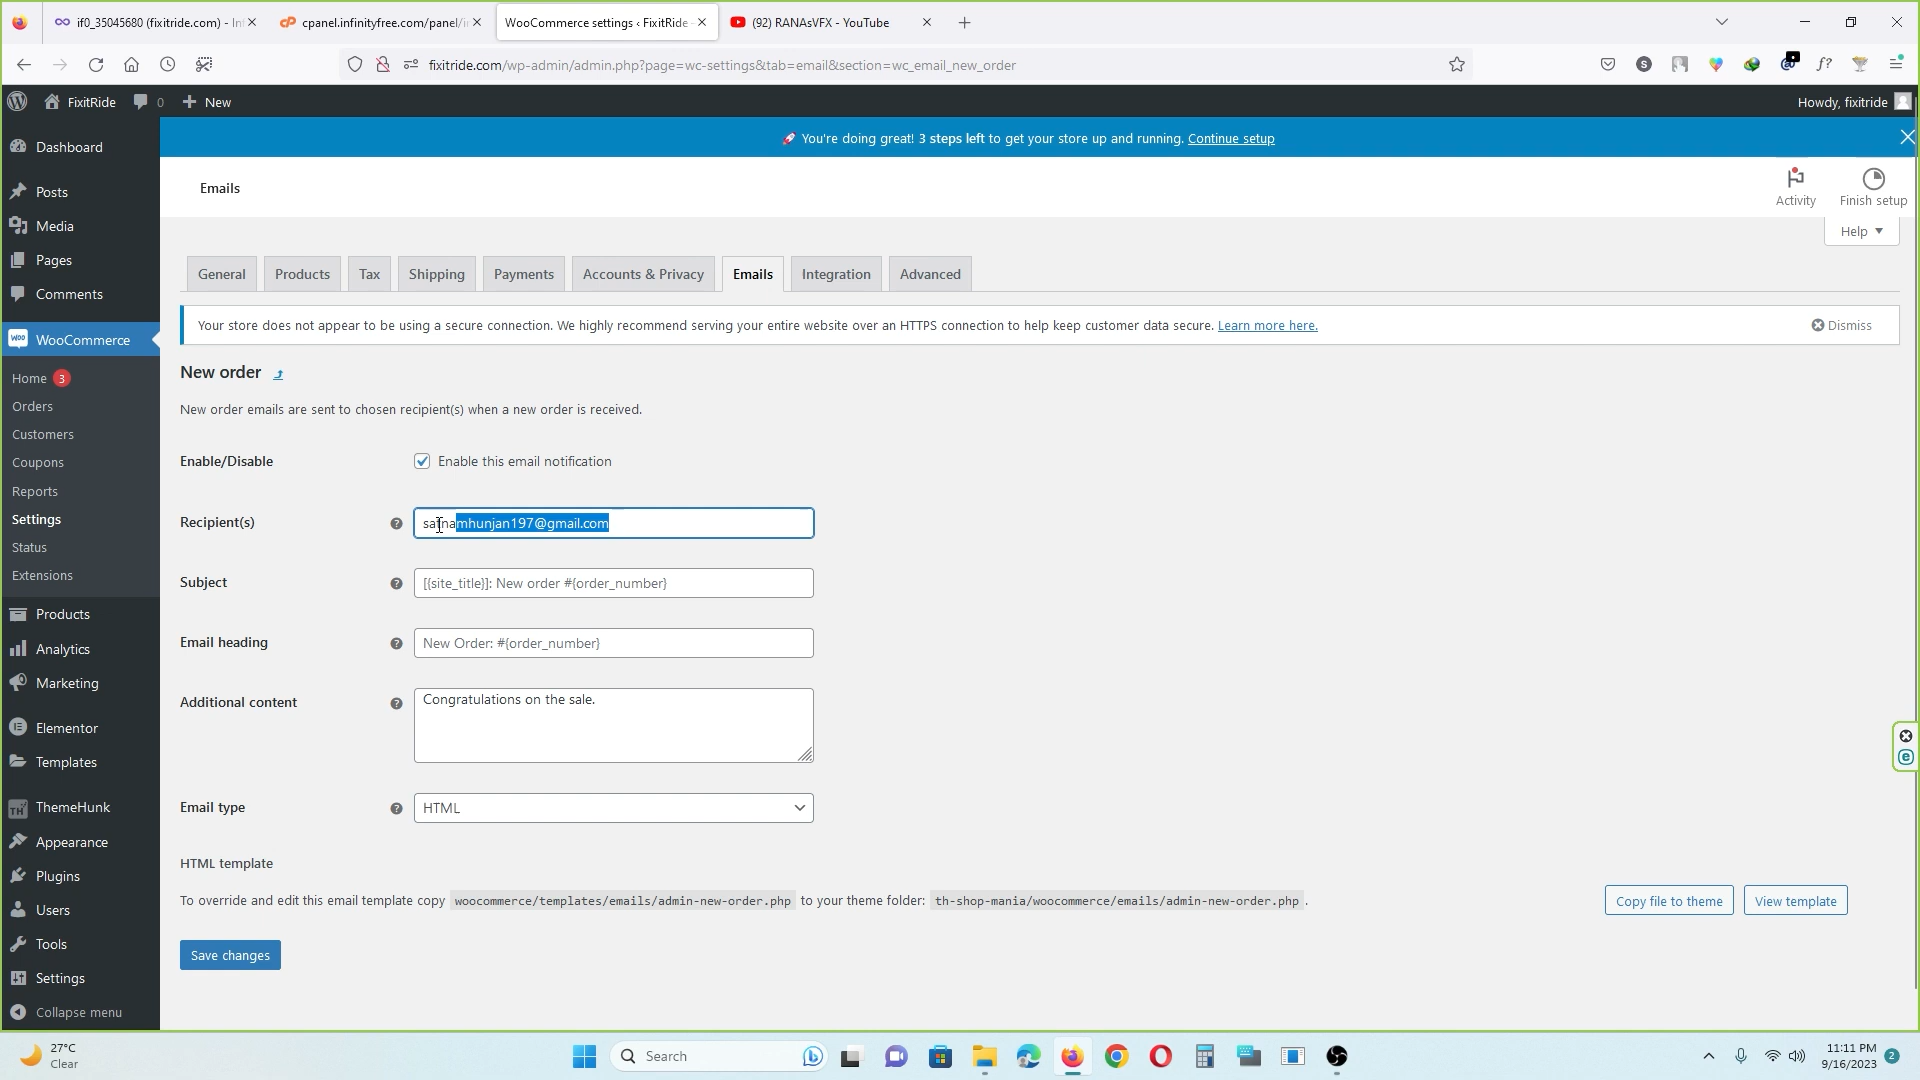 if0_35045680 (fixitride.com) - In
cpanel.infinityfree.com/panel/i
WooCommerce settings ‹ FixitRide -
(92) RANAsVFX - YouTube
fixitride.com/wp-admin/admin.php?page=wc-settings&tab=email&section=wc_email_new_order
FixitRide
0
New
Howdy, fixitride
🚀 You're doing great! 3 steps left to get your store up and running. Continue setup
Emails
Activity
Finish setup
Help
Dashboard
Posts
Media
Pages
Comments
WooCommerce
Home 3
Orders
Customers
Coupons
Reports
Settings
Status
Extensions
Products
Analytics
Marketing
Elementor
Templates
ThemeHunk
Appearance
Plugins
Users
Tools
Settings
Collapse menu
General
Products
Tax
Shipping
Payments
Accounts & Privacy
Emails
Integration
Advanced
Your store does not appear to be using a secure connection. We highly recommend serving your entire website over an HTTPS connection to help keep customer data secure. Learn more here.
Dismiss
New order
New order emails are sent to chosen recipient(s) when a new order is received.
Enable/Disable
Enable this email notification
Recipient(s)
satnamhunjan197@gmail.com
Subject
[{site_title}]: New order #{order_number}
Email heading
New Order: #{order_number}
Additional content
Congratulations on the sale.
Email type
HTML
HTML template
To override and edit this email template copy woocommerce/templates/emails/admin-new-order.php to your theme folder: th-shop-mania/woocommerce/emails/admin-new-order.php .
Copy file to theme
View template
Save changes
27°C
Clear
Search
11:11 PM
9/16/2023
2